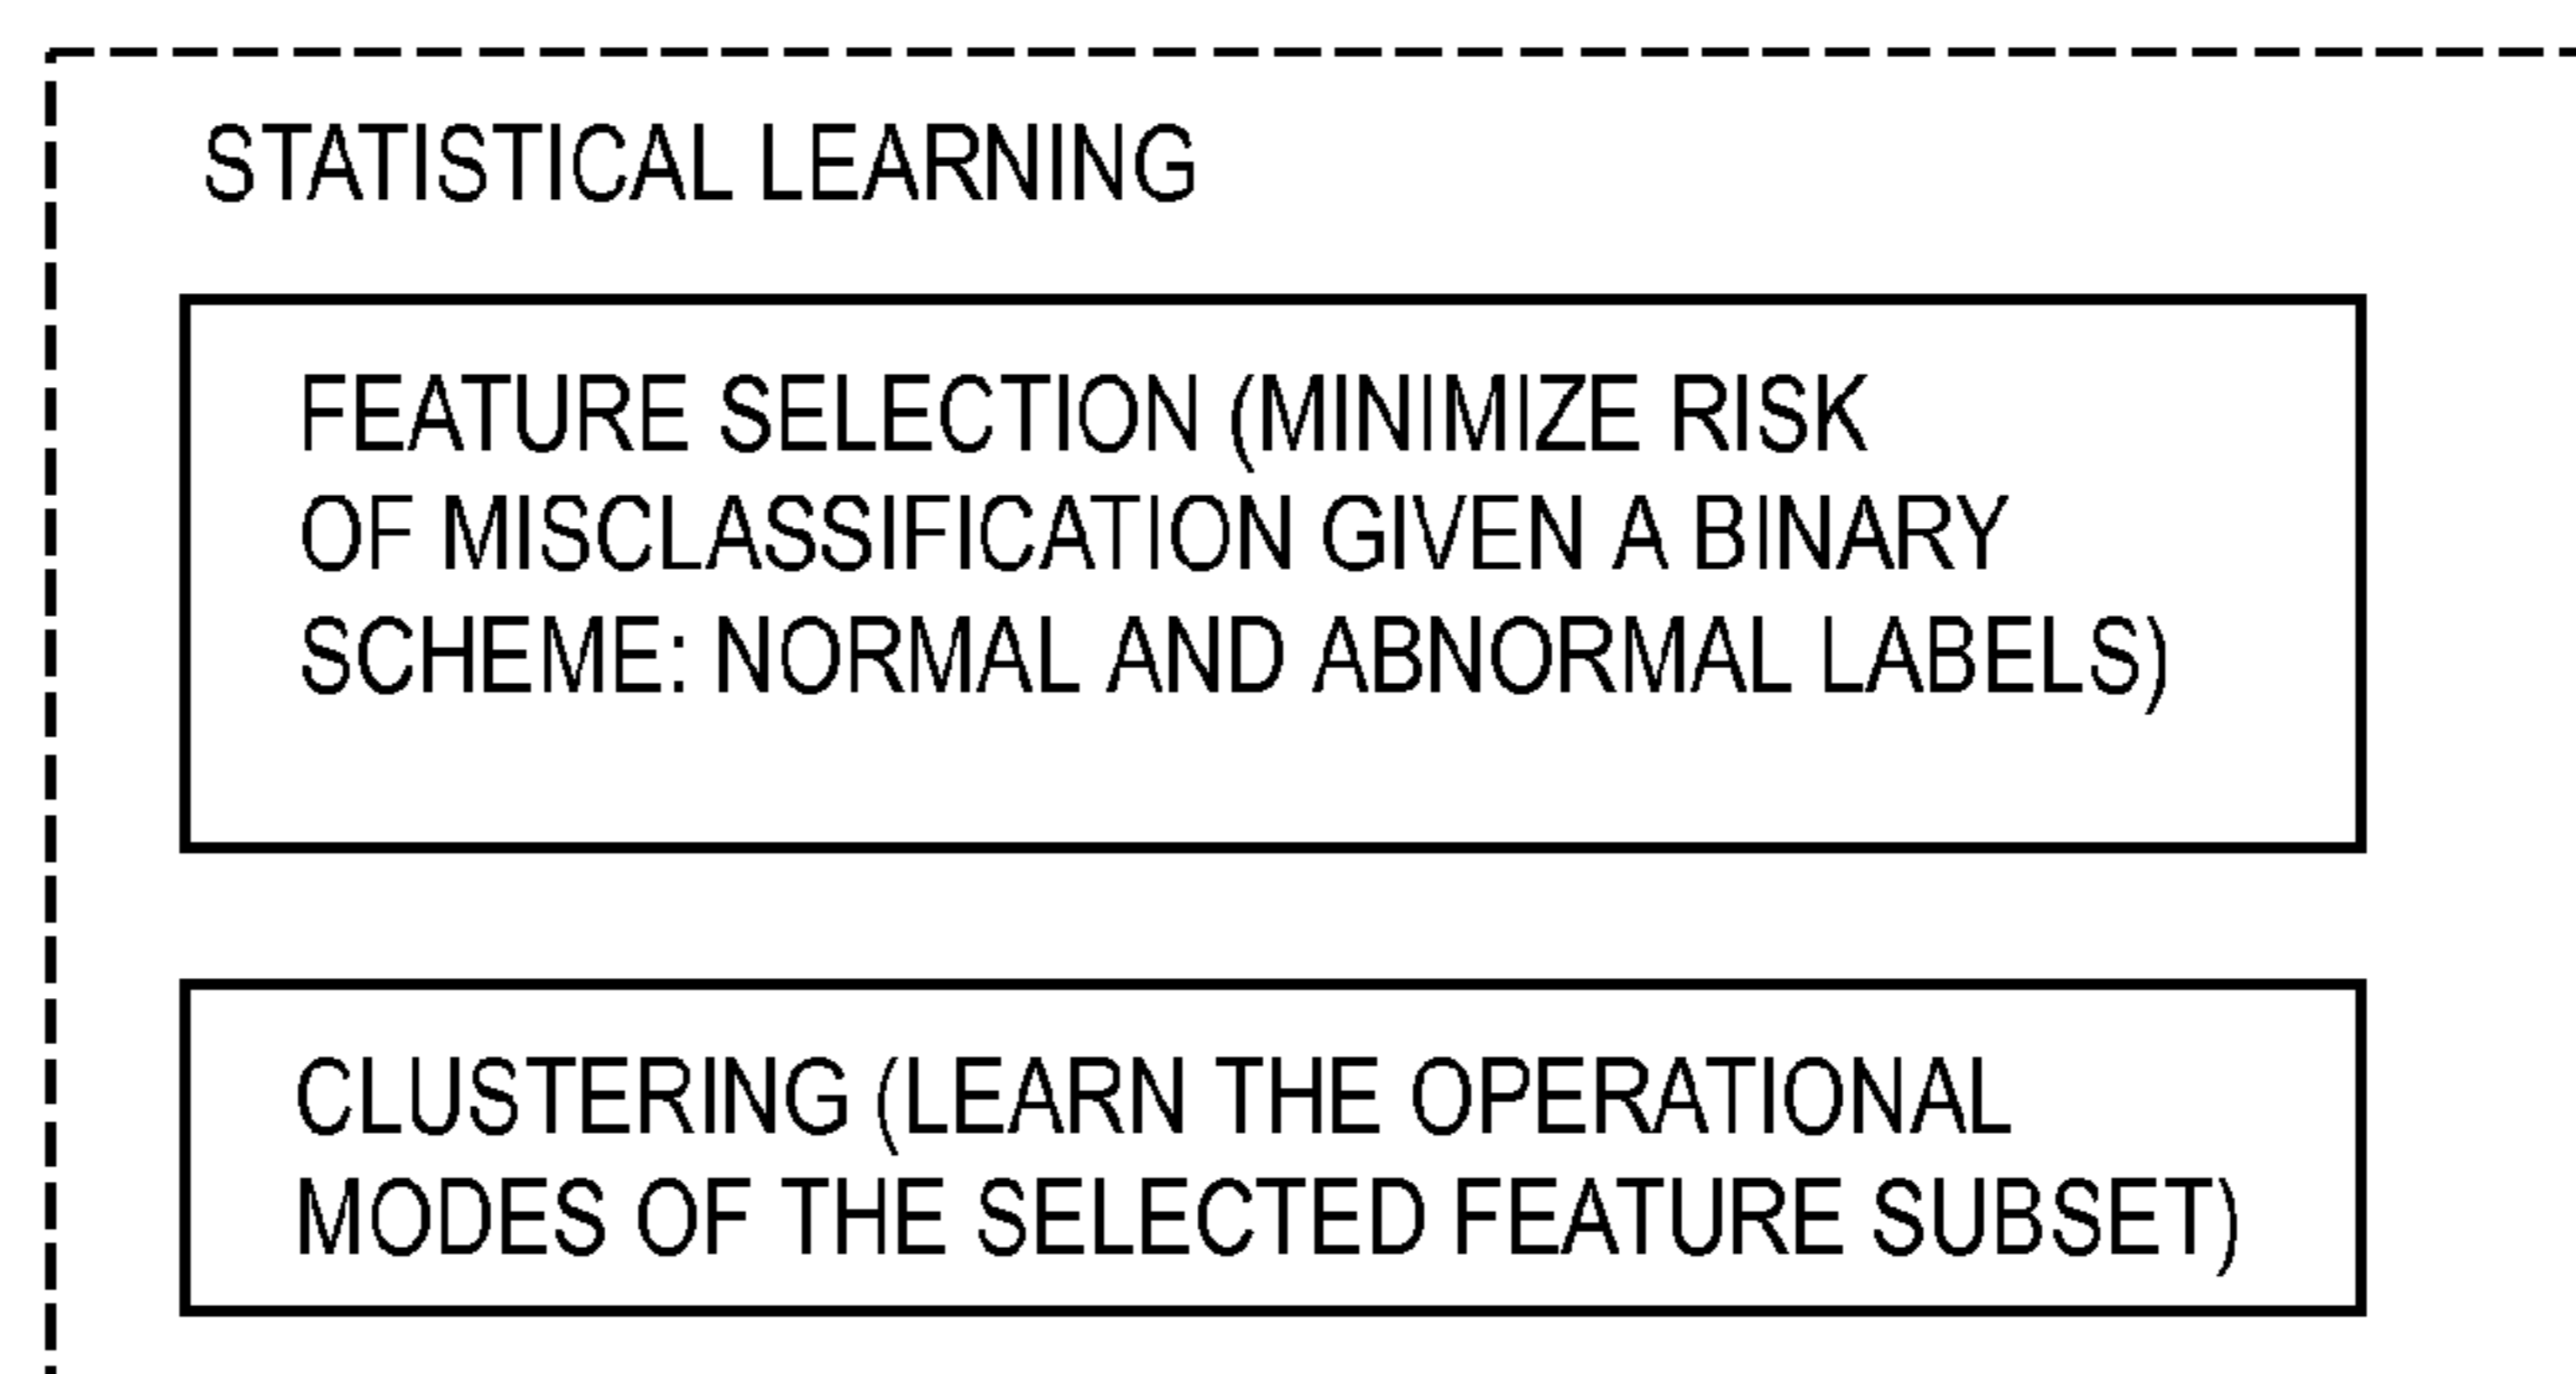 STATISTICAL LEARNING
FEATURE SELECTION (MINIMIZE RISK
OF MISCLASSIFICATION GIVEN A BINARY
SCHEME: NORMAL AND ABNORMAL LABELS)
CLUSTERING (LEARN THE OPERATIONAL
MODES OF THE SELECTED FEATURE SUBSET)